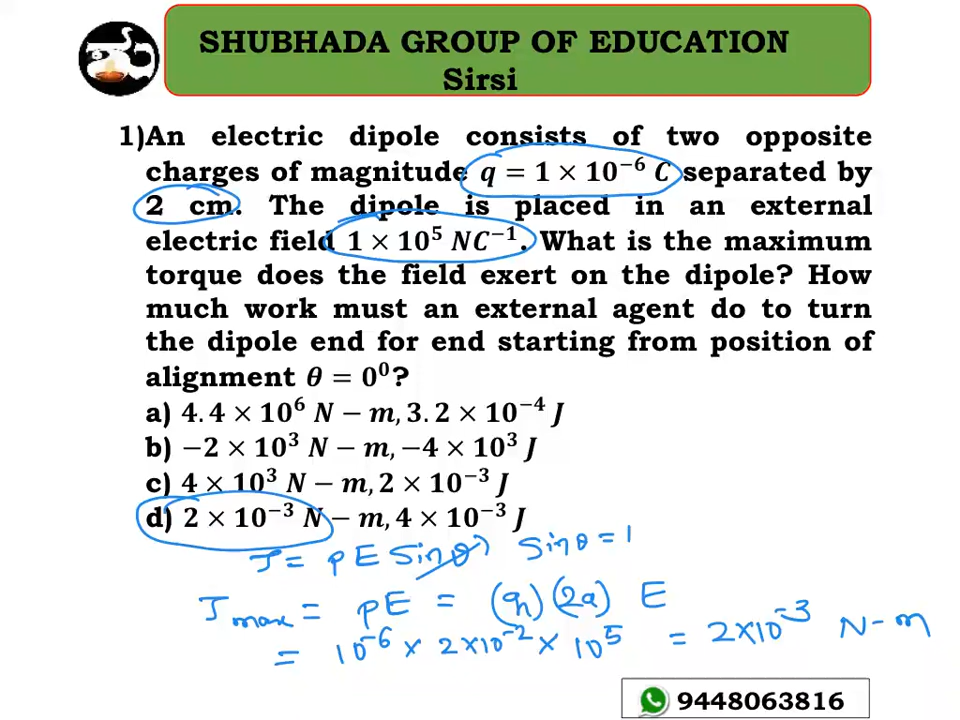 SHUBHADA GROUP OF EDUCATION
Sirsi
1)An electric dipole consists of two opposite
charges of magnitude q = 1 × 10⁻⁶ C separated by
2 cm. The dipole is placed in an external
electric field 1 × 10⁵ NC⁻¹. What is the maximum
torque does the field exert on the dipole? How
much work must an external agent do to turn
the dipole end for end starting from position of
alignment θ = 0⁰?
a) 4.4 × 10⁶ N − m, 3.2 × 10⁻⁴ J
b) −2 × 10³ N − m, −4 × 10³ J
c) 4 × 10³ N − m, 2 × 10⁻³ J
d) 2 × 10⁻³ N − m, 4 × 10⁻³ J
τ = pE Sinθ Sinθ = 1
τmax = pE = (q)(2a) E
= 10⁻⁶ × 2×10⁻² × 10⁵ = 2×10⁻³ N-m
9448063816